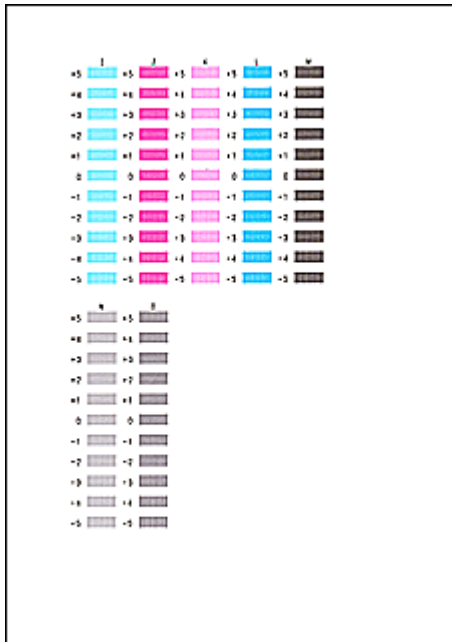 +5 +5 +5 +5 +5
+4 +4 +4 +4 +4
+3 +3 +3 +3 +3
+2 +2 +2 +2 +2
+1 +1 +1 +1 +1
0 0 0 0 0
-1 -1 -1 -1 -1
-2 -2 -2 -2 -2
-3 -3 -3 -3 -3
-4 -4 -4 -4 -4
-5 -5 -5 -5 -5
+5 +5
+4 +4
+3 +3
+2 +2
+1 +1
0 0
-1 -1
-2 -2
-3 -3
-4 -4
-5 -5